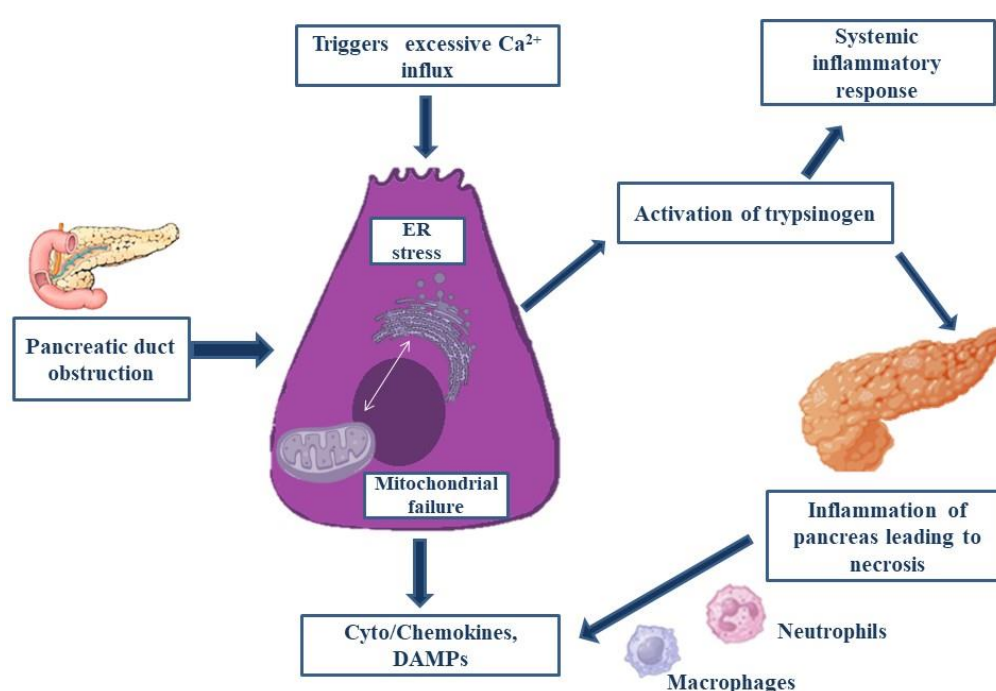 Triggers excessive Ca²⁺
influx
Systemic
inflammatory
response
ER
stress
Activation of trypsinogen
Pancreatic duct
obstruction
Mitochondrial
failure
Inflammation of
pancreas leading to
necrosis
Cyto/Chemokines,
DAMPs
Neutrophils
Macrophages